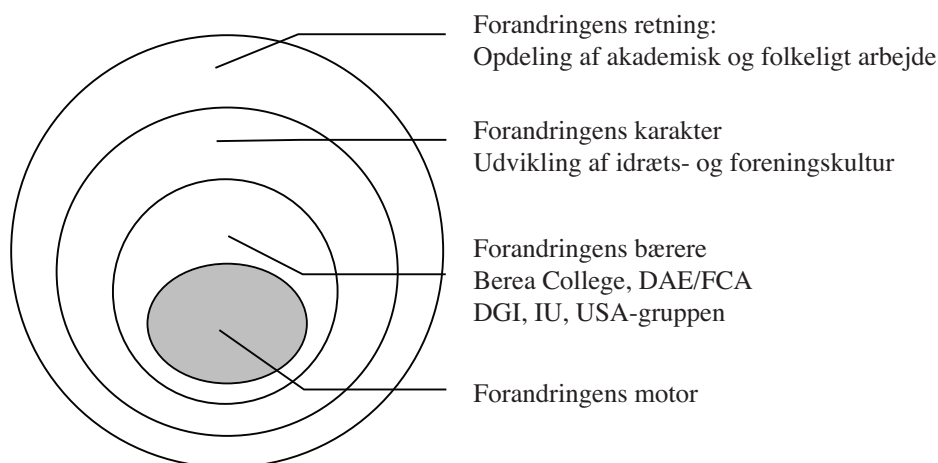 Forandringens retning:
Opdeling af akademisk og folkeligt arbejde
Forandringens karakter
Udvikling af idræts- og foreningskultur
Forandringens bærere
Berea College, DAE/FCA
DGI, IU, USA-gruppen
Forandringens motor